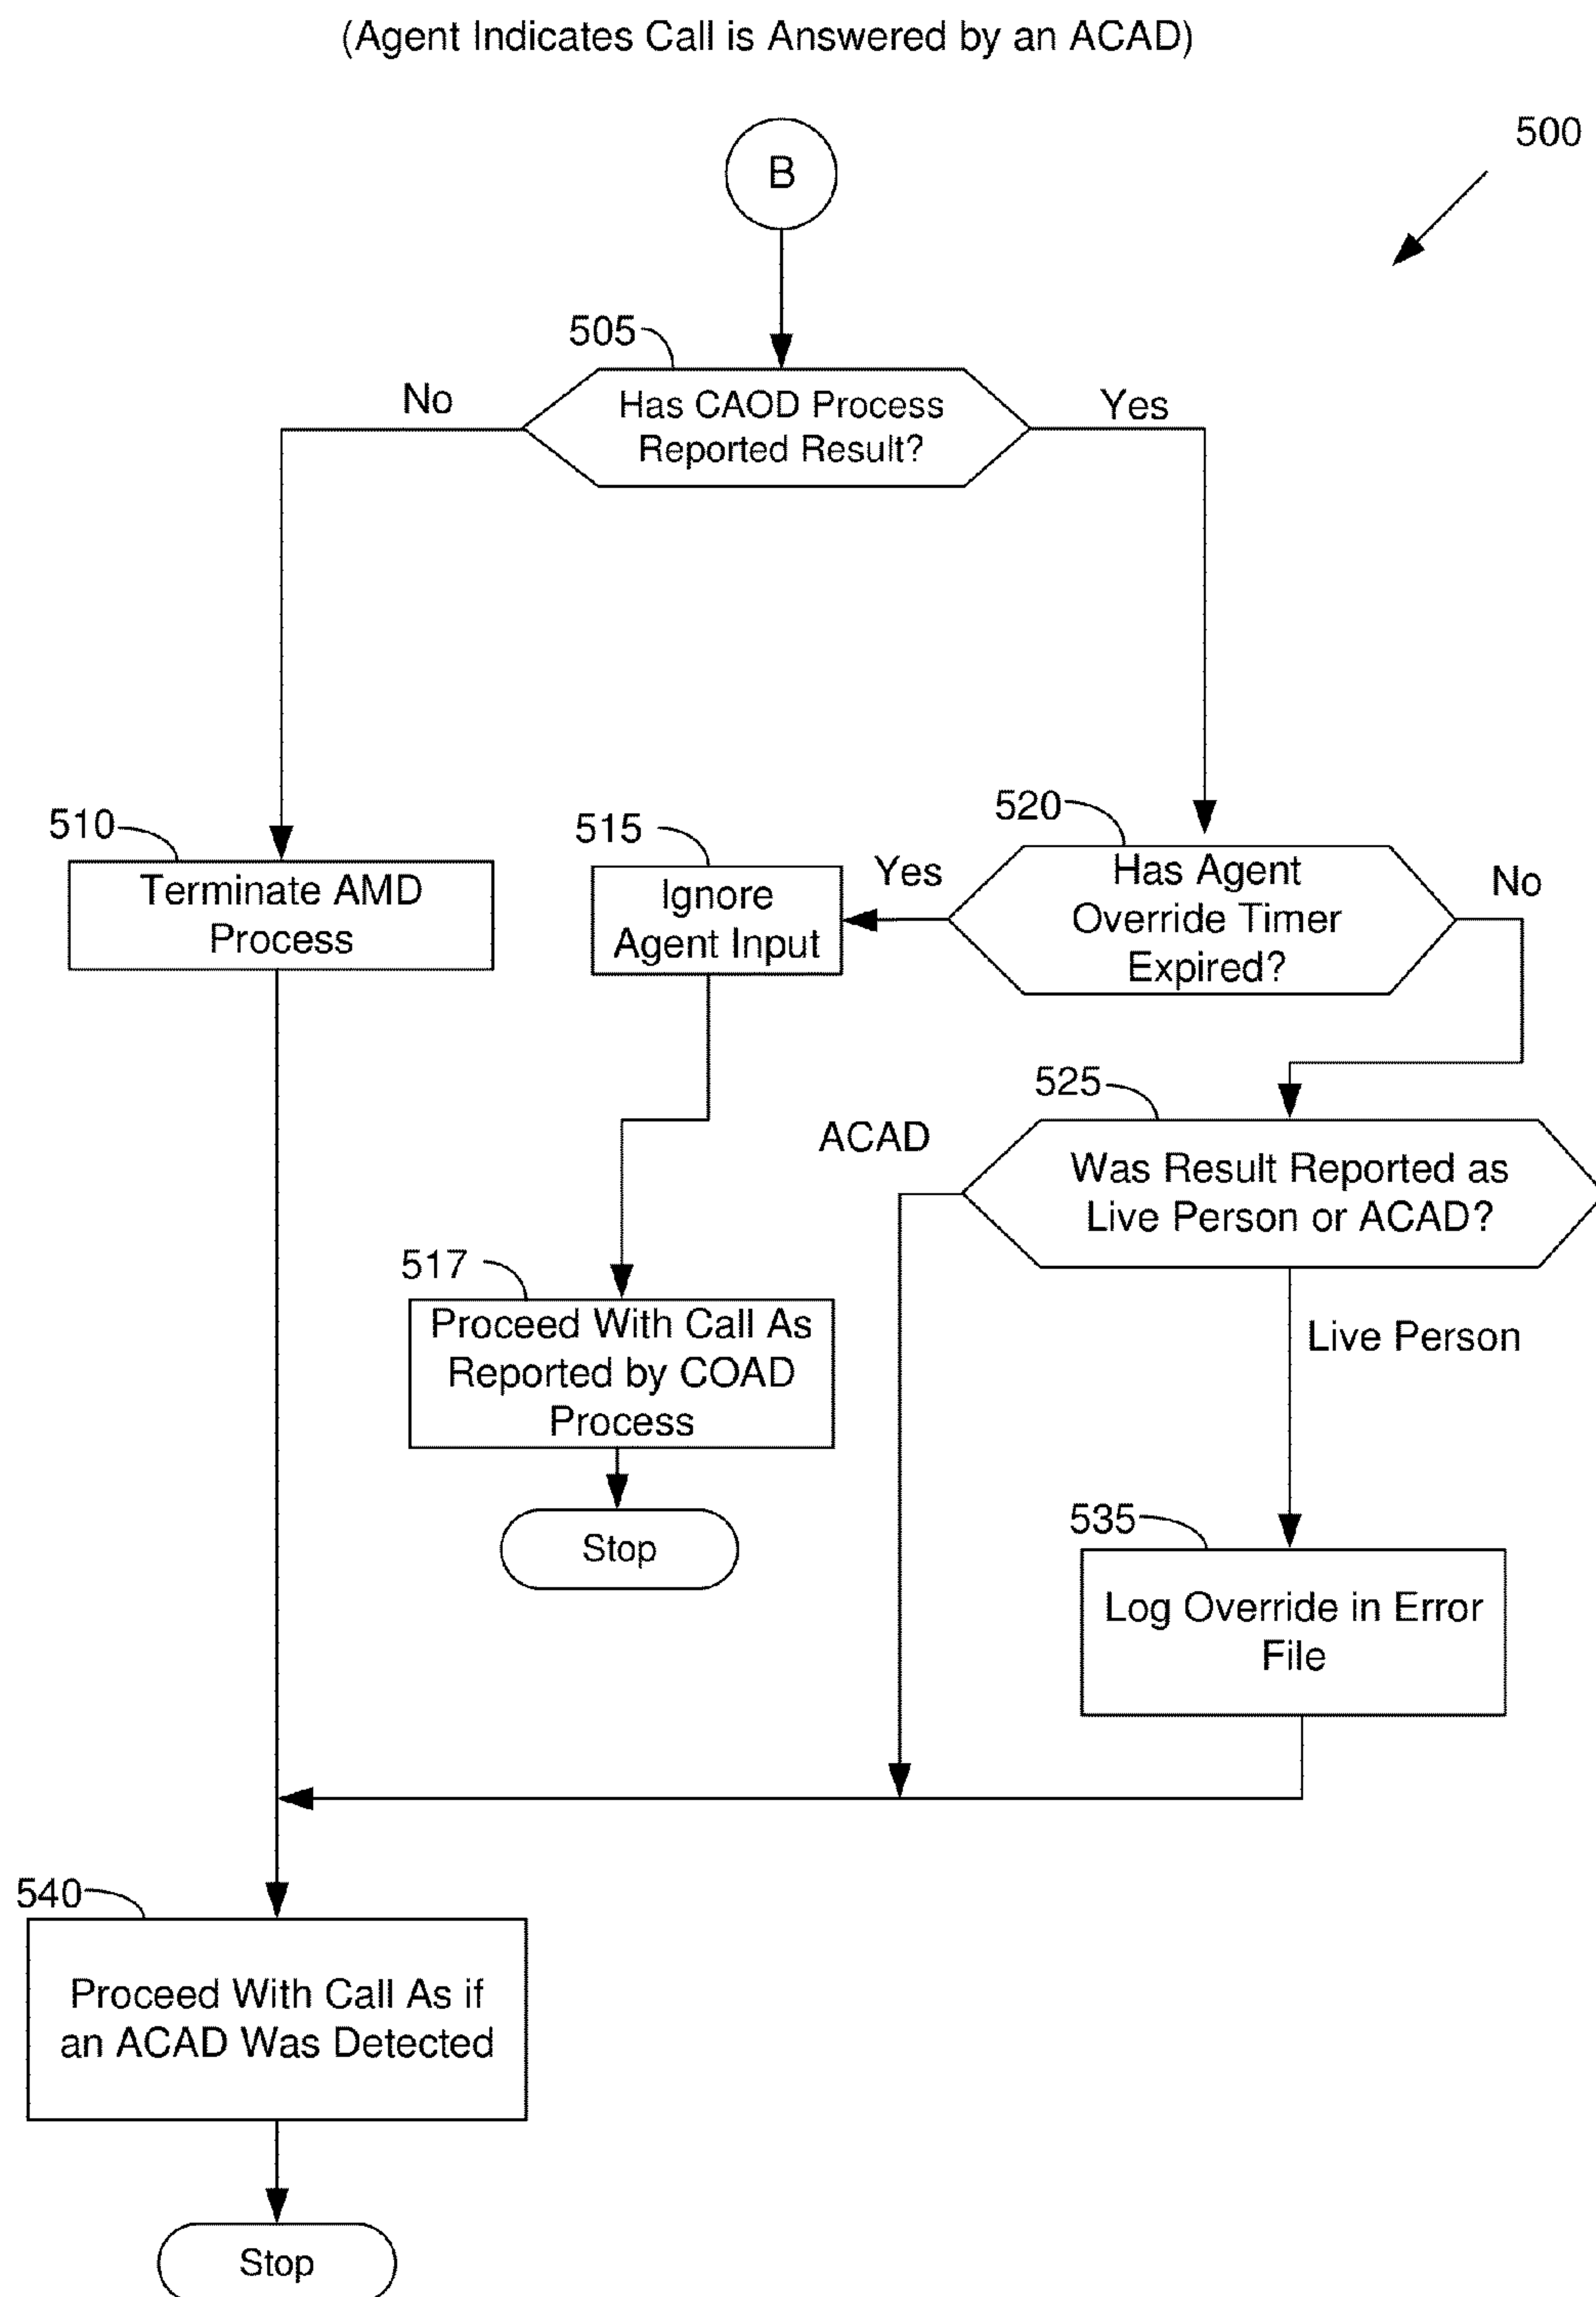 (Agent Indicates Call is Answered by an ACAD)
500
B
505
No
Has CAOD Process
Reported Result?
Yes
510
Terminate AMD
Process
515
Ignore
Agent Input
Yes
520
Has Agent
Override Timer
Expired?
No
525
ACAD
Was Result Reported as
Live Person or ACAD?
Live Person
517
Proceed With Call As
Reported by COAD
Process
Stop
535
Log Override in Error
File
540
Proceed With Call As if
an ACAD Was Detected
Stop